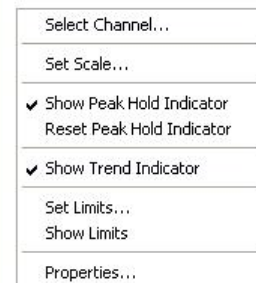 Select Channel...
Set Scale...
Show Peak Hold Indicator
Reset Peak Hold Indicator
Show Trend Indicator
Set Limits...
Show Limits
Properties...